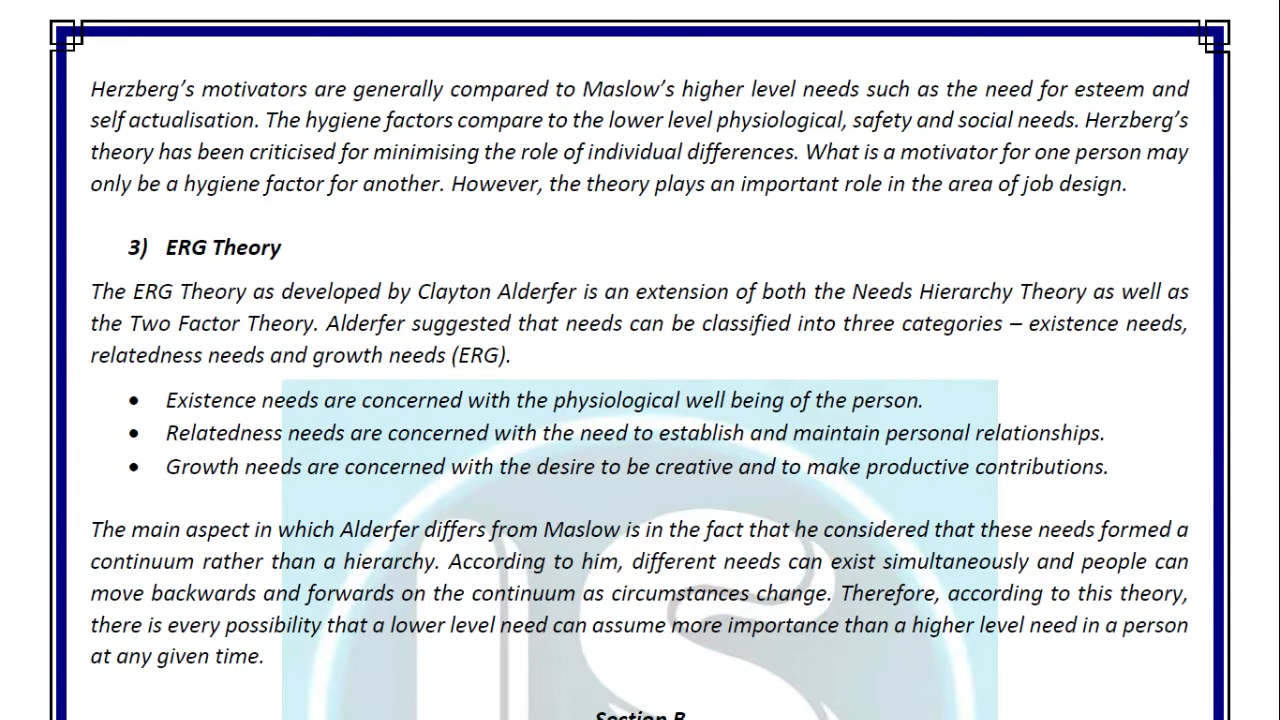 Herzberg's motivators are generally compared to Maslow's higher level needs such as the need for esteem and
self actualisation. The hygiene factors compare to the lower level physiological, safety and social needs. Herzberg's
theory has been criticised for minimising the role of individual differences. What is a motivator for one person may
only be a hygiene factor for another. However, the theory plays an important role in the area of job design.
3) ERG Theory
The ERG Theory as developed by Clayton Alderfer is an extension of both the Needs Hierarchy Theory as well as
the Two Factor Theory. Alderfer suggested that needs can be classified into three categories – existence needs,
relatedness needs and growth needs (ERG).
• Existence needs are concerned with the physiological well being of the person.
• Relatedness needs are concerned with the need to establish and maintain personal relationships.
• Growth needs are concerned with the desire to be creative and to make productive contributions.
The main aspect in which Alderfer differs from Maslow is in the fact that he considered that these needs formed a
continuum rather than a hierarchy. According to him, different needs can exist simultaneously and people can
move backwards and forwards on the continuum as circumstances change. Therefore, according to this theory,
there is every possibility that a lower level need can assume more importance than a higher level need in a person
at any given time.
Section B